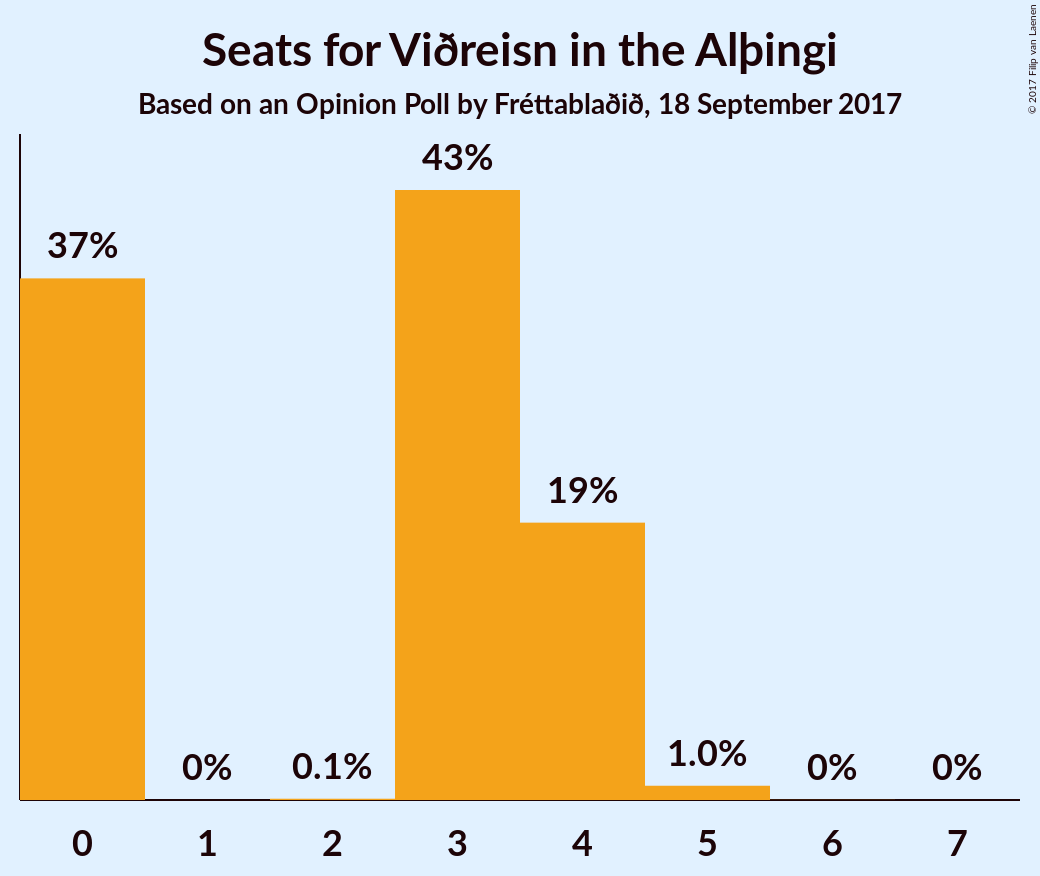 Seats for Viðreisn in the Alþingi
Based on an Opinion Poll by Fréttablaðið, 18 September 2017
© 2017 Filip van Laenen
43%
37%
19%
0%
0.1%
1.0%
0%
0%
0 1 2 3 4 5 6 7